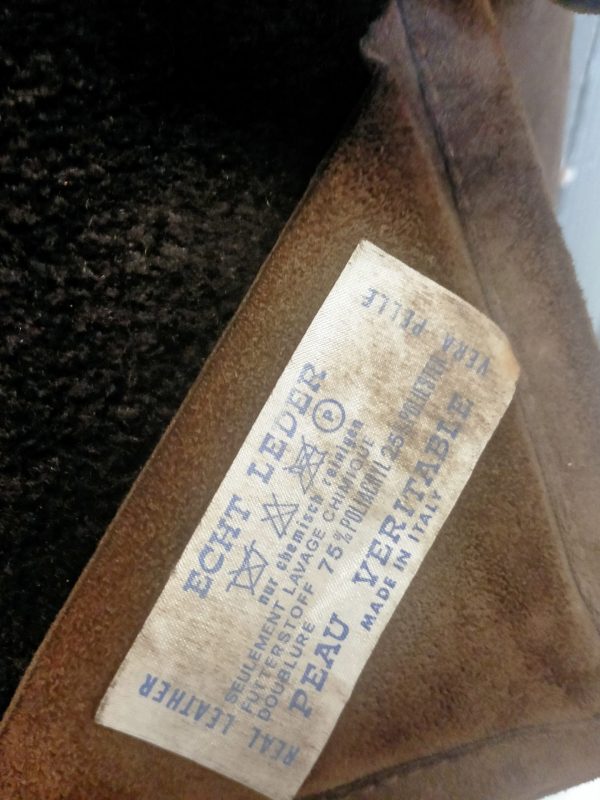 ECHT LEDER
P
nur chemisch reinigen
SEULEMENT LAVAGE CHIMIQUE
FUTTERSTOFF
DOUBLURE 75% POLIACRIL 25% POLIESTER
PEAU VERITABLE
MADE IN ITALY
REAL LEATHER
VERA PELLE